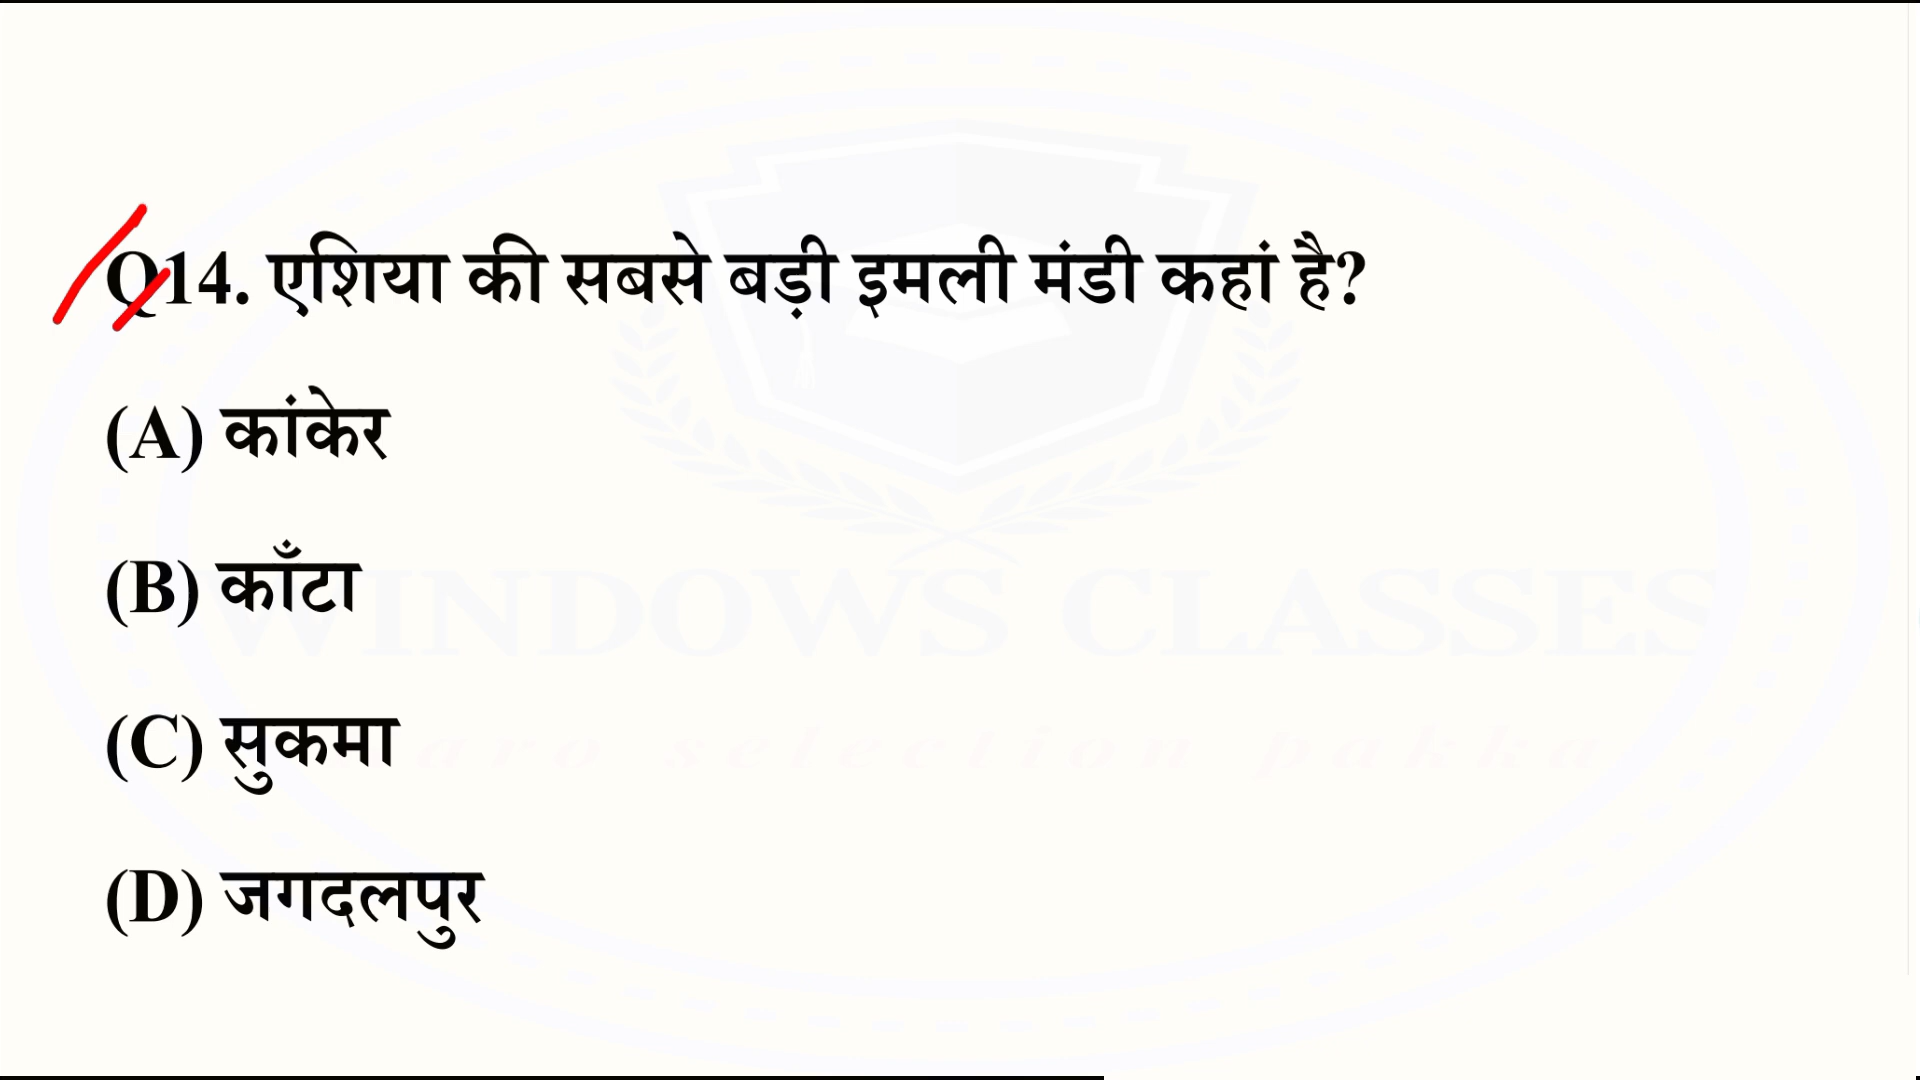 Q14. एशिया की सबसे बड़ी इमली मंडी कहां है?
(A) कांकेर
(B) काँटा
WINDOWS CLASSES
(C) सुकमा
aro selection pakka
(D) जगदलपुर